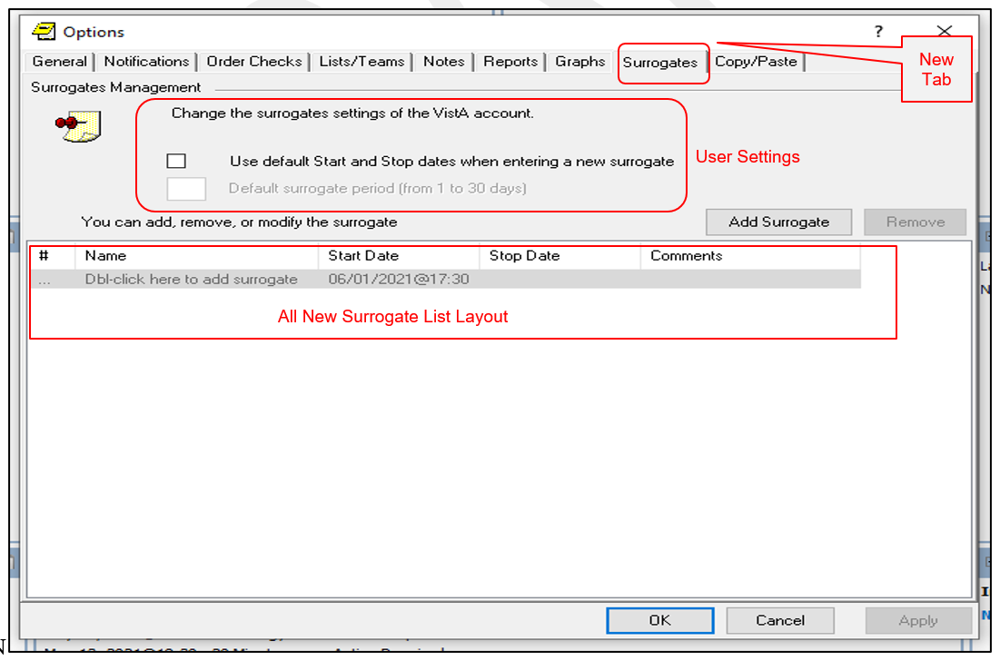 Options
?
General Notifications Order Checks Lists/Teams Notes Reports Graphs Surrogates Copy/Paste
New
Tab
Surrogates Management
Change the surrogates settings of the VistA account.
Use default Start and Stop dates when entering a new surrogate
User Settings
Default surrogate period (from 1 to 30 days)
You can add, remove, or modify the surrogate
Add Surrogate Remove
# Name Start Date Stop Date Comments
... Dbl-click here to add surrogate 06/01/2021@17:30
All New Surrogate List Layout
OK Cancel Apply
N